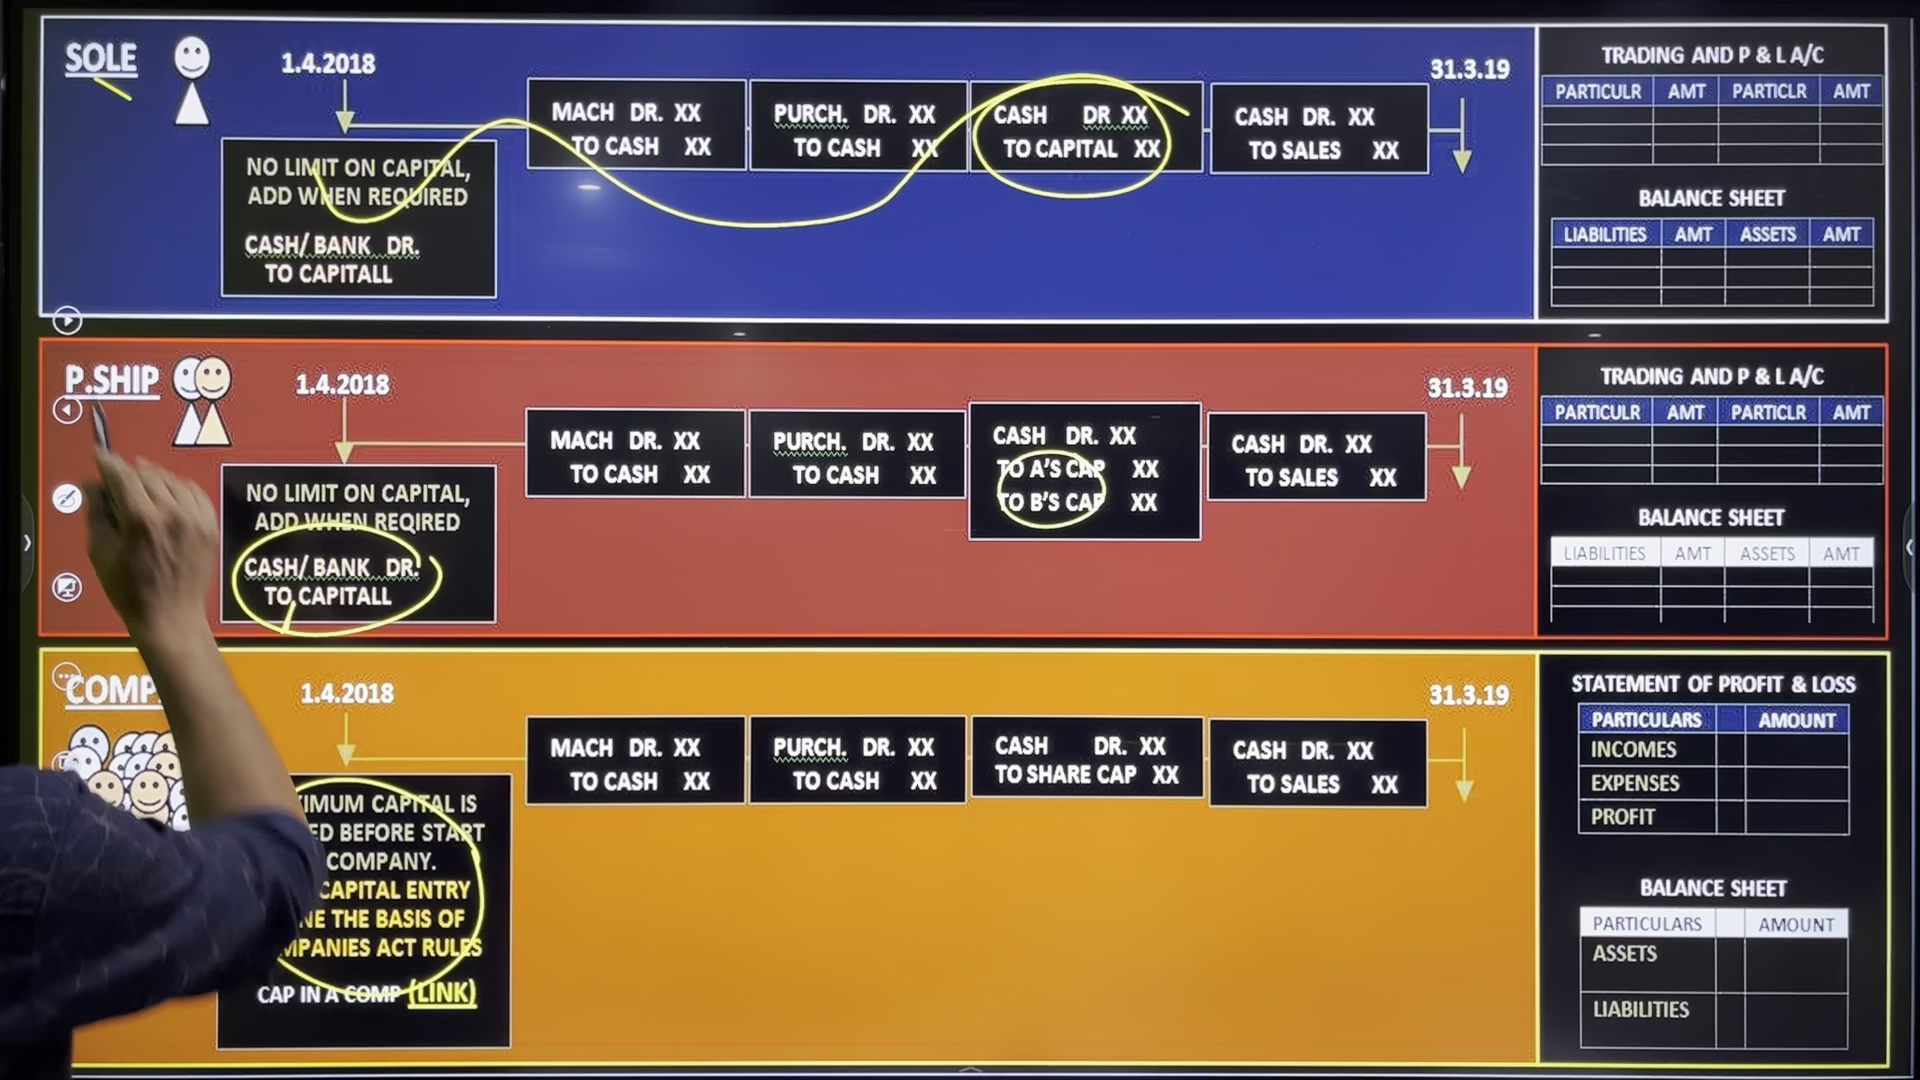 SOLE
1.4.2018
31.3.19
MACH DR. XX
TO CASH XX
PURCH. DR. XX
TO CASH XX
CASH DR XX
TO CAPITAL XX
CASH DR. XX
TO SALES XX
NO LIMIT ON CAPITAL,
ADD WHEN REQUIRED
CASH/ BANK DR.
TO CAPITALL
TRADING AND P & L A/C
PARTICULR AMT PARTICLR AMT
BALANCE SHEET
LIABILITIES AMT ASSETS AMT
P.SHIP
1.4.2018
31.3.19
MACH DR. XX
TO CASH XX
PURCH. DR. XX
TO CASH XX
CASH DR. XX
TO A'S CAP XX
TO B'S CAP XX
CASH DR. XX
TO SALES XX
NO LIMIT ON CAPITAL,
ADD WHEN REQIRED
CASH/ BANK DR.
TO CAPITALL
TRADING AND P & L A/C
PARTICULR AMT PARTICLR AMT
BALANCE SHEET
LIABILITIES AMT ASSETS AMT
COMP
1.4.2018
31.3.19
MACH DR. XX
TO CASH XX
PURCH. DR. XX
TO CASH XX
CASH DR. XX
TO SHARE CAP XX
CASH DR. XX
TO SALES XX
CAPITAL IS
BEFORE START
COMPANY.
CAPITAL ENTRY
THE BASIS OF
ACT RULES
CAP IN A COMP (LINK)
STATEMENT OF PROFIT & LOSS
PARTICULARS AMOUNT
INCOMES
EXPENSES
PROFIT
BALANCE SHEET
PARTICULARS AMOUNT
ASSETS
LIABILITIES